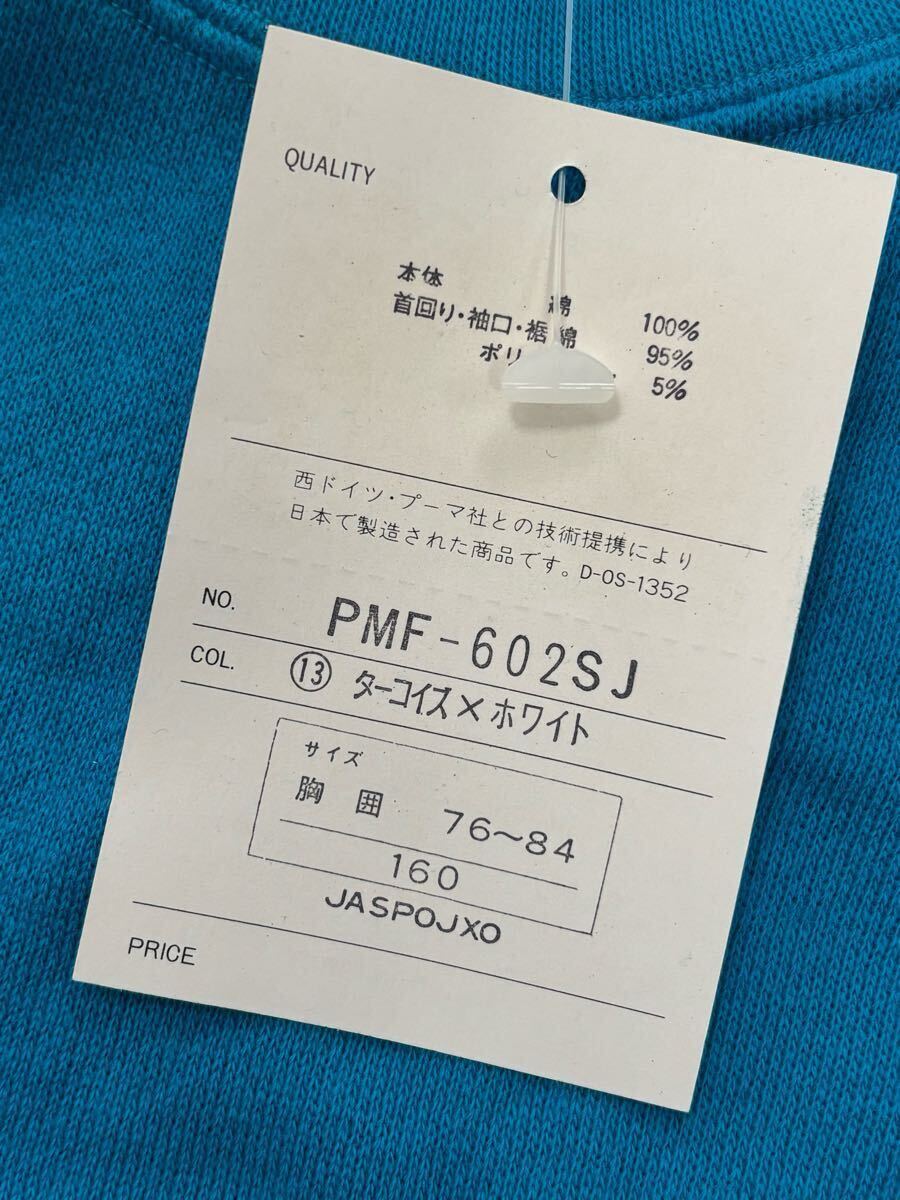 QUALITY
本体 綿 100%
首回り・袖口・裾 綿 95%
ポリ 5%
西ドイツ・プーマ社との技術提携により
日本で製造された商品です。D-OS-1352
NO. PMF-602SJ
COL. ⑬ ターコイズ×ホワイト
サイズ
胸囲 76〜84
160
JASPOJXO
PRICE